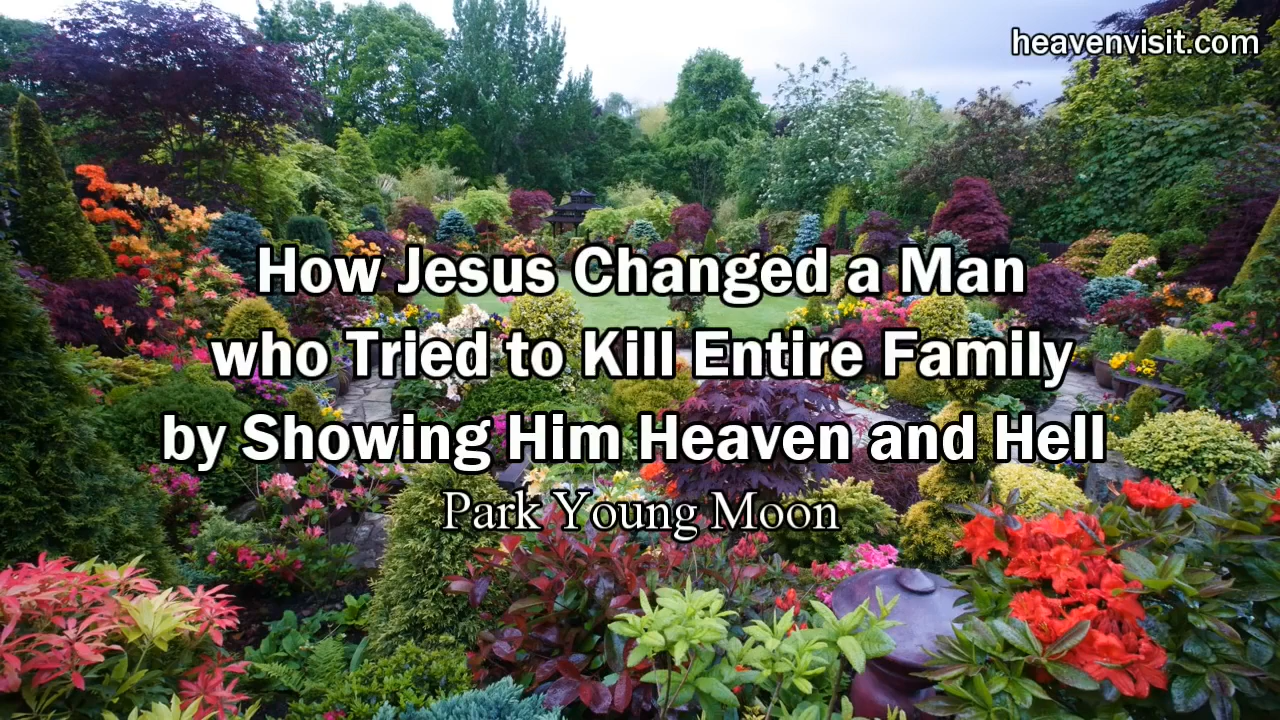 heavenvisit.com
How Jesus Changed a Man
who Tried to Kill Entire Family
by Showing Him Heaven and Hell
Park Young Moon